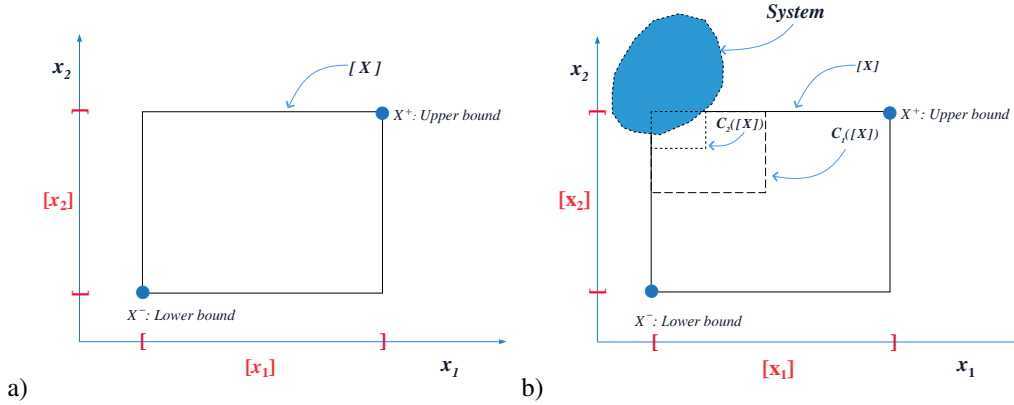 x₂
[ X ]
X⁺: Upper bound
[x₂]
X⁻: Lower bound
[x₁]
x₁
a)
System
x₂
[X]
X⁺: Upper bound
C₂([X])
C₁([X])
[x₂]
X⁻: Lower bound
[x₁]
x₁
b)